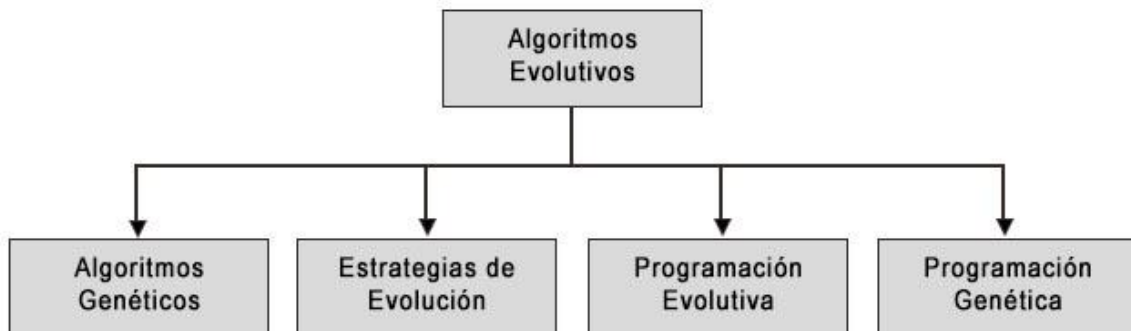 Algoritmos
Evolutivos
Algoritmos
Genéticos
Estrategias de
Evolución
Programación
Evolutiva
Programación
Genética